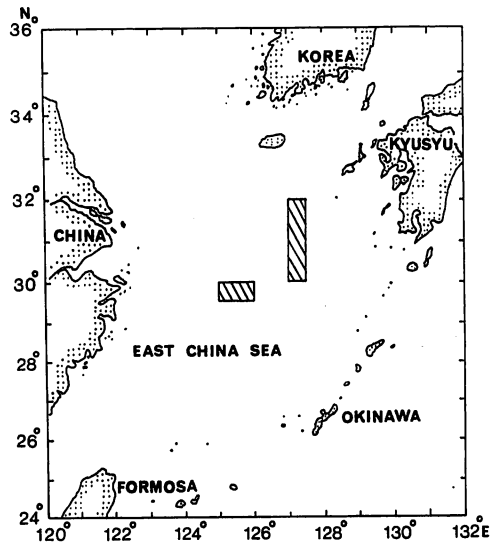 N°
36
KOREA
34°
KYUSYU
32°
CHINA
30°
EAST CHINA SEA
28°
OKINAWA
26°
FORMOSA
24°
120° 122° 124° 126° 128° 130° 132°E